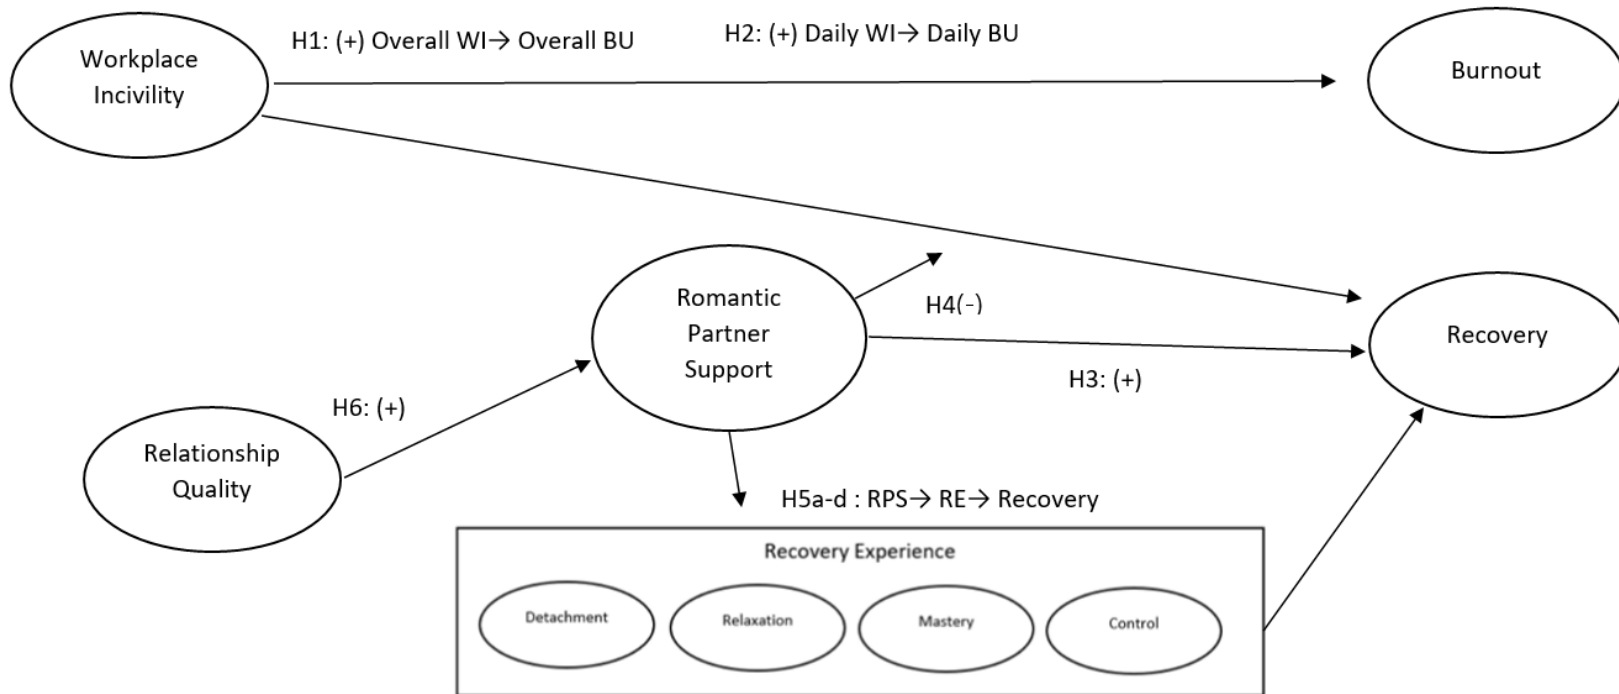 Workplace
Incivility
H1: (+) Overall WI→ Overall BU
H2: (+) Daily WI→ Daily BU
Burnout
Romantic
Partner
Support
H4(-)
Recovery
H3: (+)
H6: (+)
Relationship
Quality
H5a-d : RPS→ RE→ Recovery
Recovery Experience
Detachment
Relaxation
Mastery
Control